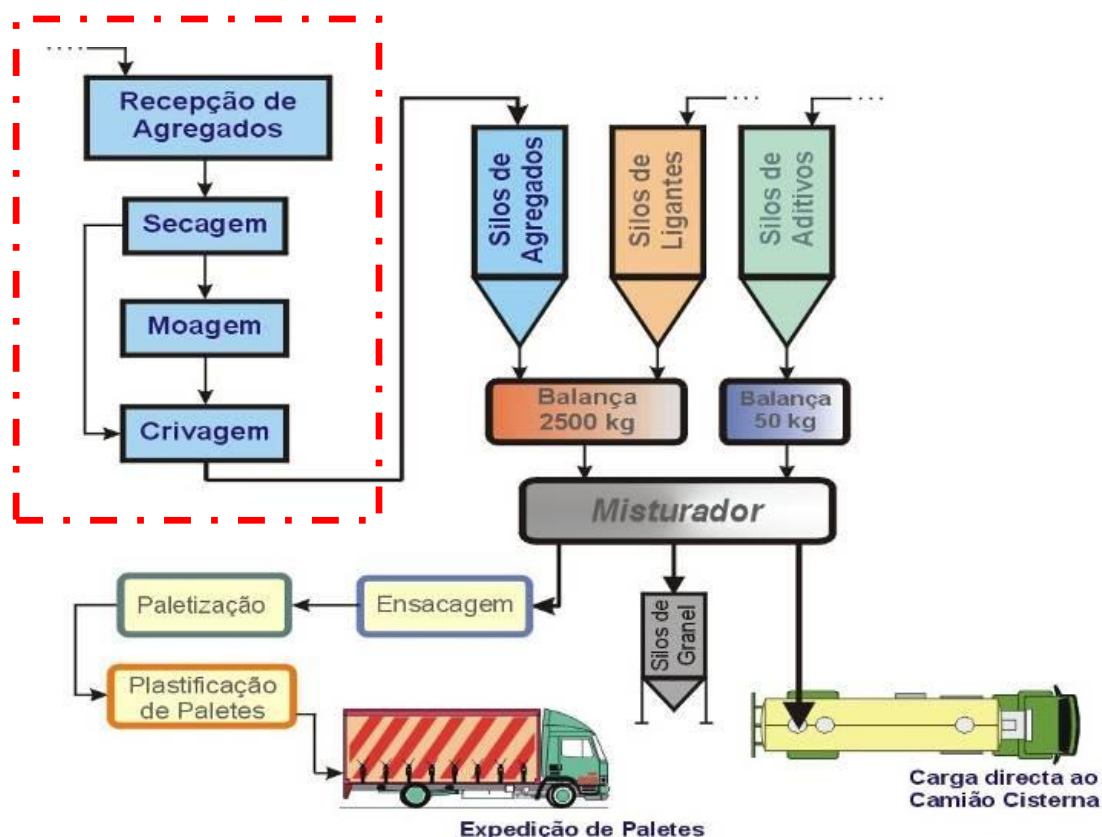 Recepção de
Agregados
Secagem
Moagem
Crivagem
Silos de
Agregados
Silos de
Ligantes
Silos de
Aditivos
Balança
2500 kg
Balança
50 kg
Misturador
Paletização
Ensacagem
Silos de
Granel
Plastificação
de Paletes
Carga directa ao
Camião Cisterna
Expedição de Paletes